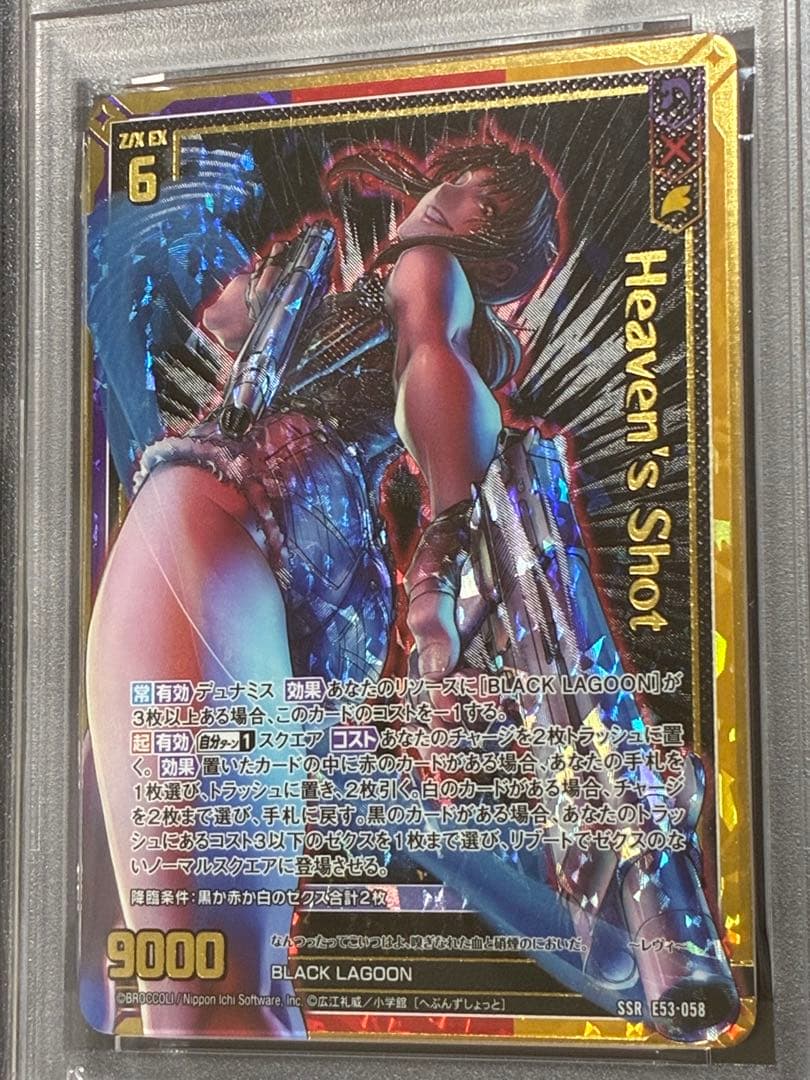 Z/X EX
6
Heaven's Shot
常 有効 デュナミス 効果 あなたのリソースに[BLACK LAGOON]が
3枚以上ある場合、このカードのコストを－1する。
起 有効 自分ターン1 スクエア コスト あなたのチャージを2枚トラッシュに置
く。 効果 置いたカードの中に赤のカードがある場合、あなたの手札を
1枚選び、トラッシュに置き、2枚引く。白のカードがある場合、チャージ
を2枚まで選び、手札に戻す。黒のカードがある場合、あなたのトラッ
シュにあるコスト3以下のゼクスを1枚まで選び、リブートでゼクスのな
いノーマルスクエアに登場させる。
降臨条件：黒か赤か白のゼクス合計2枚
なんつったってこいつはよ、嗅ぎなれた血と硝煙のにおいだ。 ～レヴィ～
9000
BLACK LAGOON
©BROCCOLI / Nippon Ichi Software, Inc. ©広江礼威／小学館 [へぶんずしょっと]
SSR E53-058